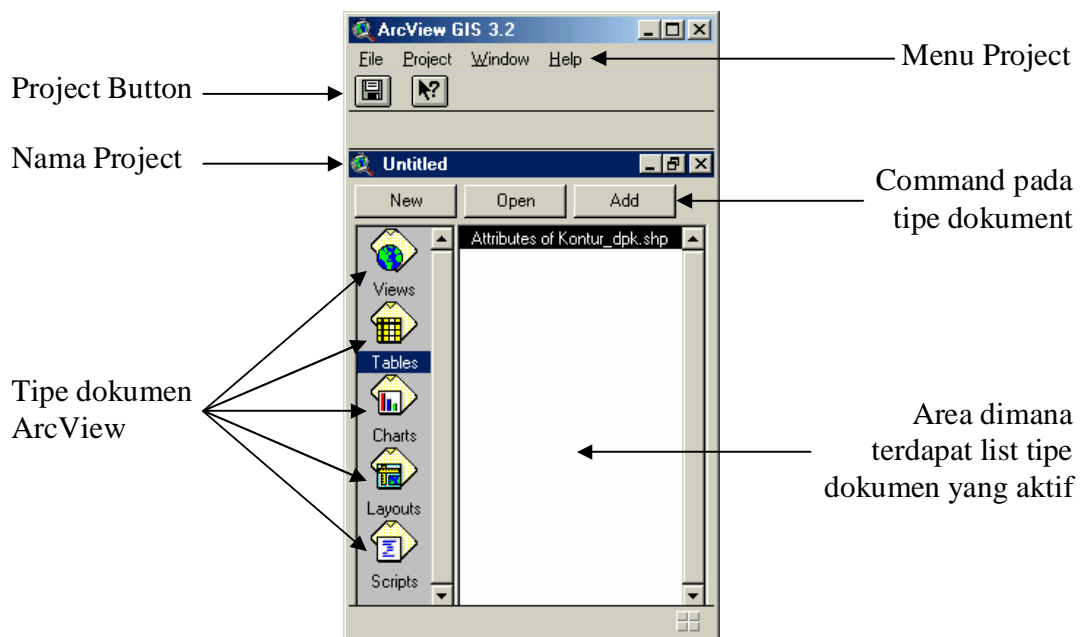 ArcView GIS 3.2
File Project Window Help
Menu Project
Project Button
Nama Project
Untitled
New Open Add
Command pada
tipe dokument
Attributes of Kontur_dpk.shp
Views
Tables
Tipe dokumen
ArcView
Charts
Layouts
Scripts
Area dimana
terdapat list tipe
dokumen yang aktif